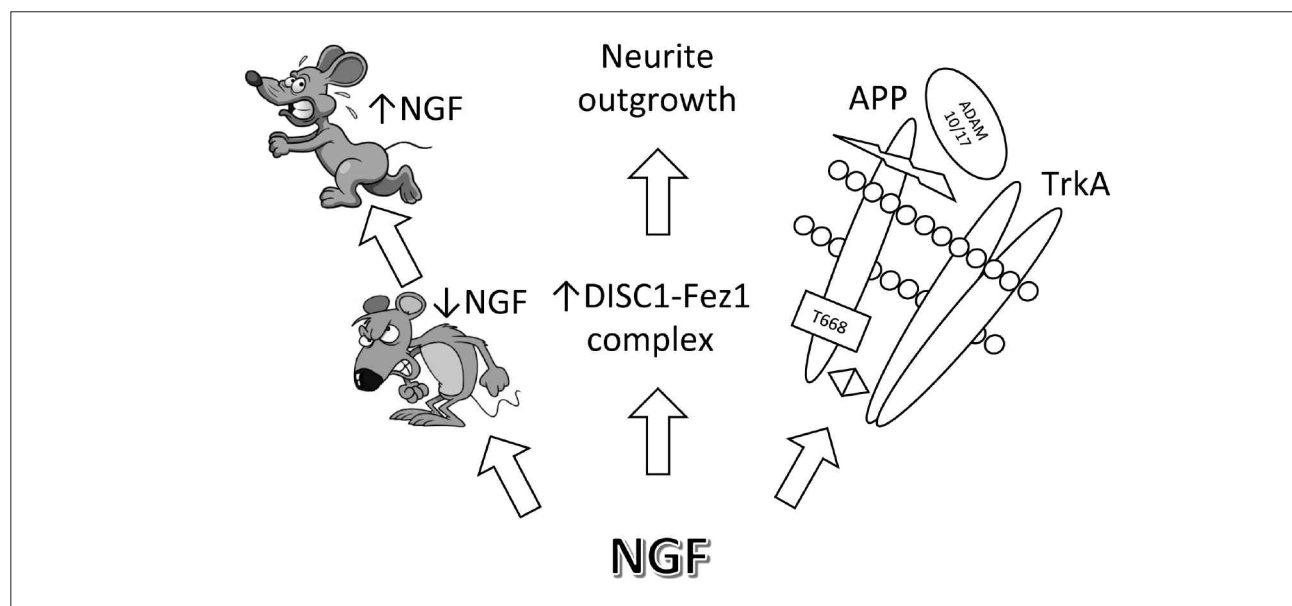 ↑NGF
↓NGF
Neurite
outgrowth
↑DISC1-Fez1
complex
APP
ADAM
10/17
TrkA
T668
NGF